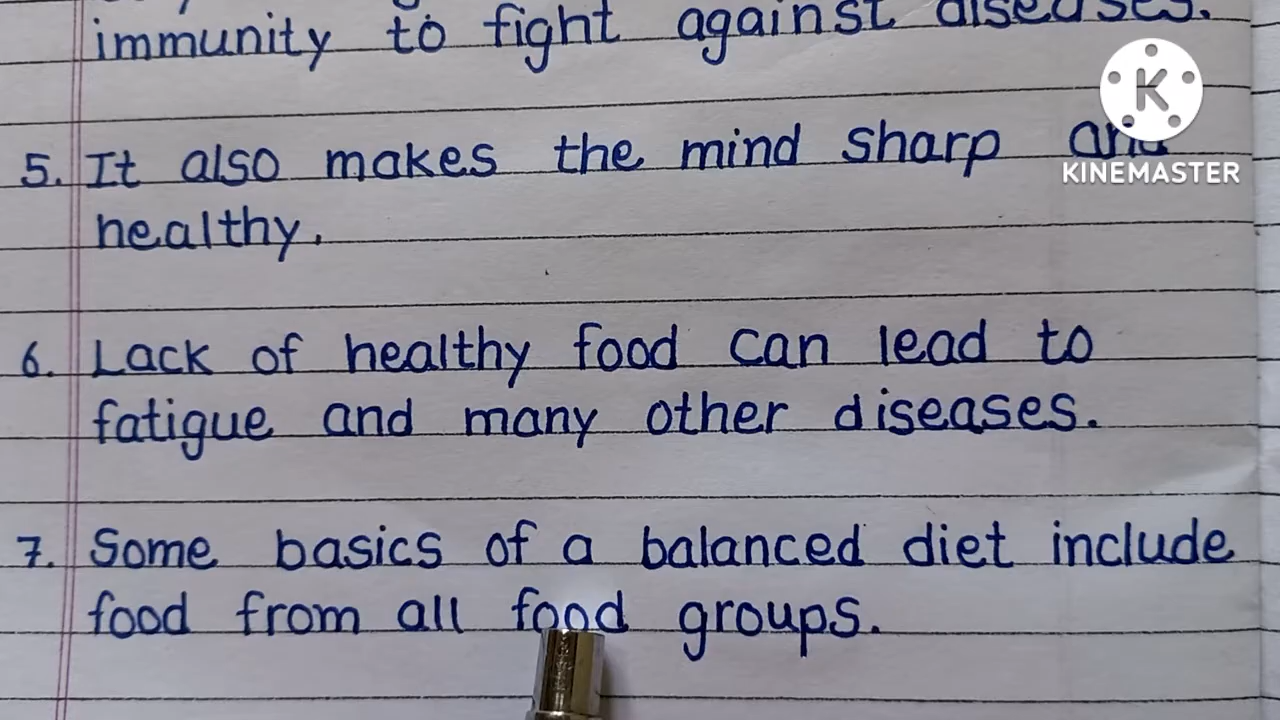 immunity to fight against diseases.
5. It also makes the mind sharp and
healthy.
6. Lack of healthy food can lead to
fatigue and many other diseases.
7. Some basics of a balanced diet include
food from all food groups.
K
KINEMASTER